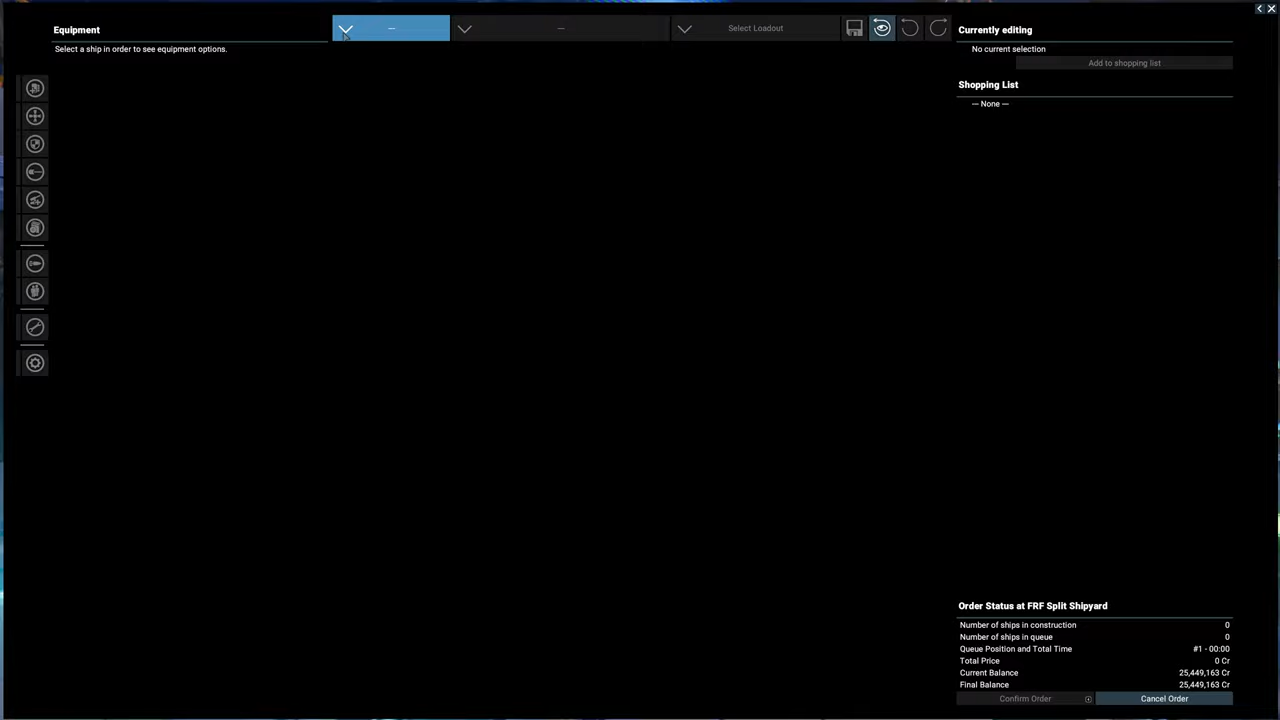 Equipment
Select a ship in order to see equipment options.
—
—
Select Loadout
Currently editing
No current selection
Add to shopping list
Shopping List
— None —
Order Status at FRF Split Shipyard
Number of ships in construction 0
Number of ships in queue 0
Queue Position and Total Time #1 - 00:00
Total Price 0 Cr
Current Balance 25,449,163 Cr
Final Balance 25,449,163 Cr
Confirm Order
Cancel Order